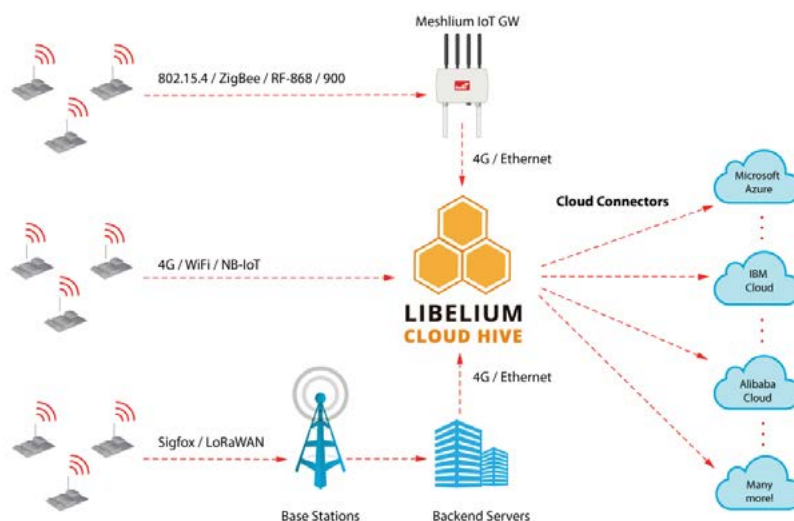 Meshlium IoT GW
802.15.4 / ZigBee / RF-868 / 900
4G / Ethernet
Cloud Connectors
Microsoft
Azure
4G / WiFi / NB-IoT
IBM
Cloud
LIBELIUM
CLOUD HIVE
4G / Ethernet
Alibaba
Cloud
Sigfox / LoRaWAN
Many
more!
Base Stations
Backend Servers